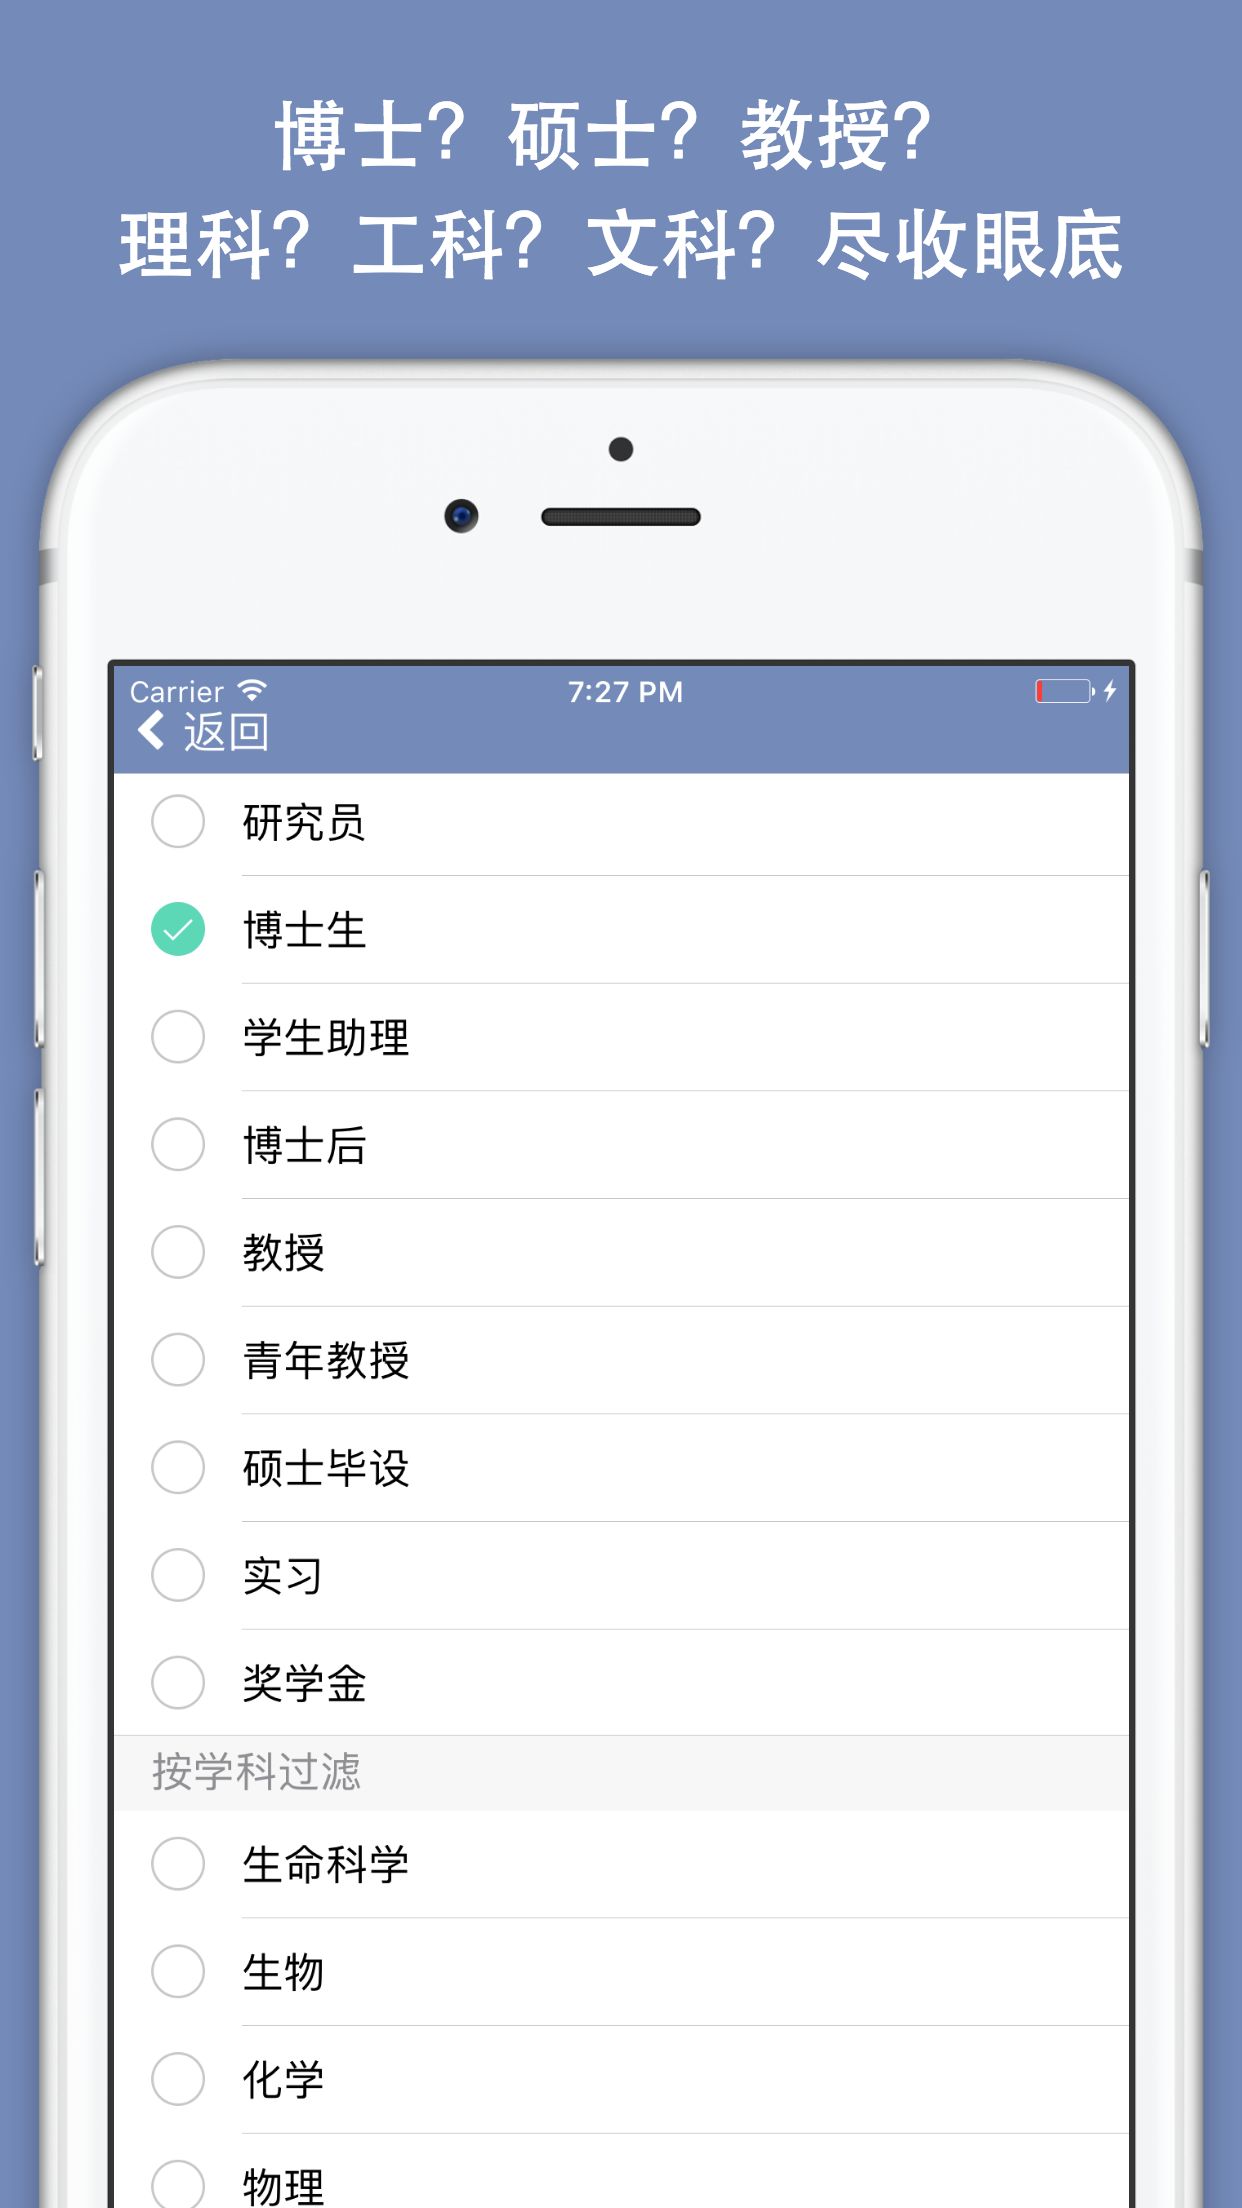 博士？硕士？教授？
理科？工科？文科？尽收眼底
Carrier 7:27 PM
返回
研究员
博士生
学生助理
博士后
教授
青年教授
硕士毕设
实习
奖学金
按学科过滤
生命科学
生物
化学
物理